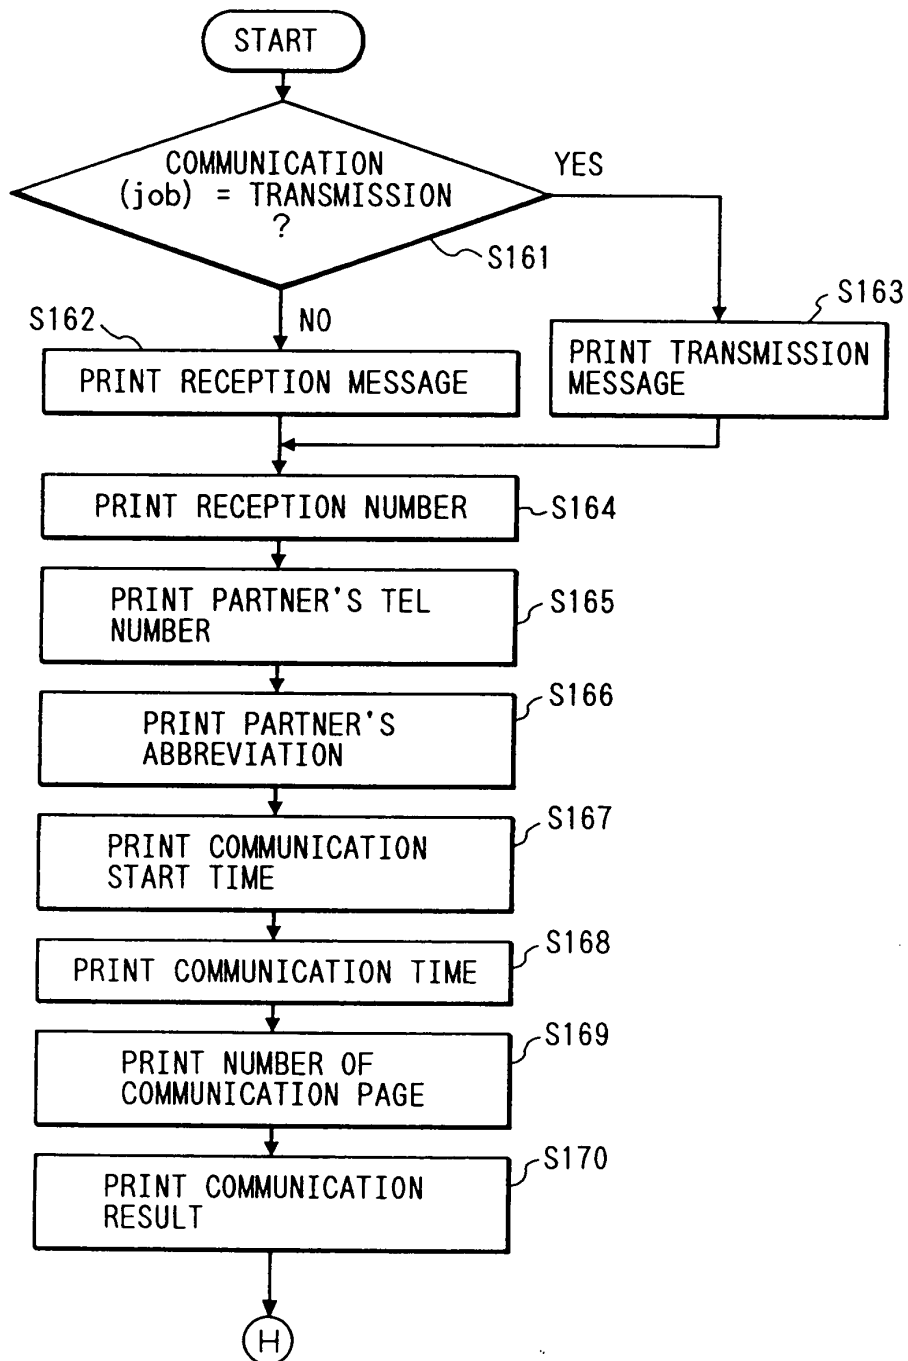 START
COMMUNICATION
(job) = TRANSMISSION
?
YES
S161
S163
S162
NO
PRINT TRANSMISSION
MESSAGE
PRINT RECEPTION MESSAGE
PRINT RECEPTION NUMBER
S164
PRINT PARTNER'S TEL
NUMBER
S165
PRINT PARTNER'S
ABBREVIATION
S166
PRINT COMMUNICATION
START TIME
S167
PRINT COMMUNICATION TIME
S168
PRINT NUMBER OF
COMMUNICATION PAGE
S169
PRINT COMMUNICATION
RESULT
S170
H